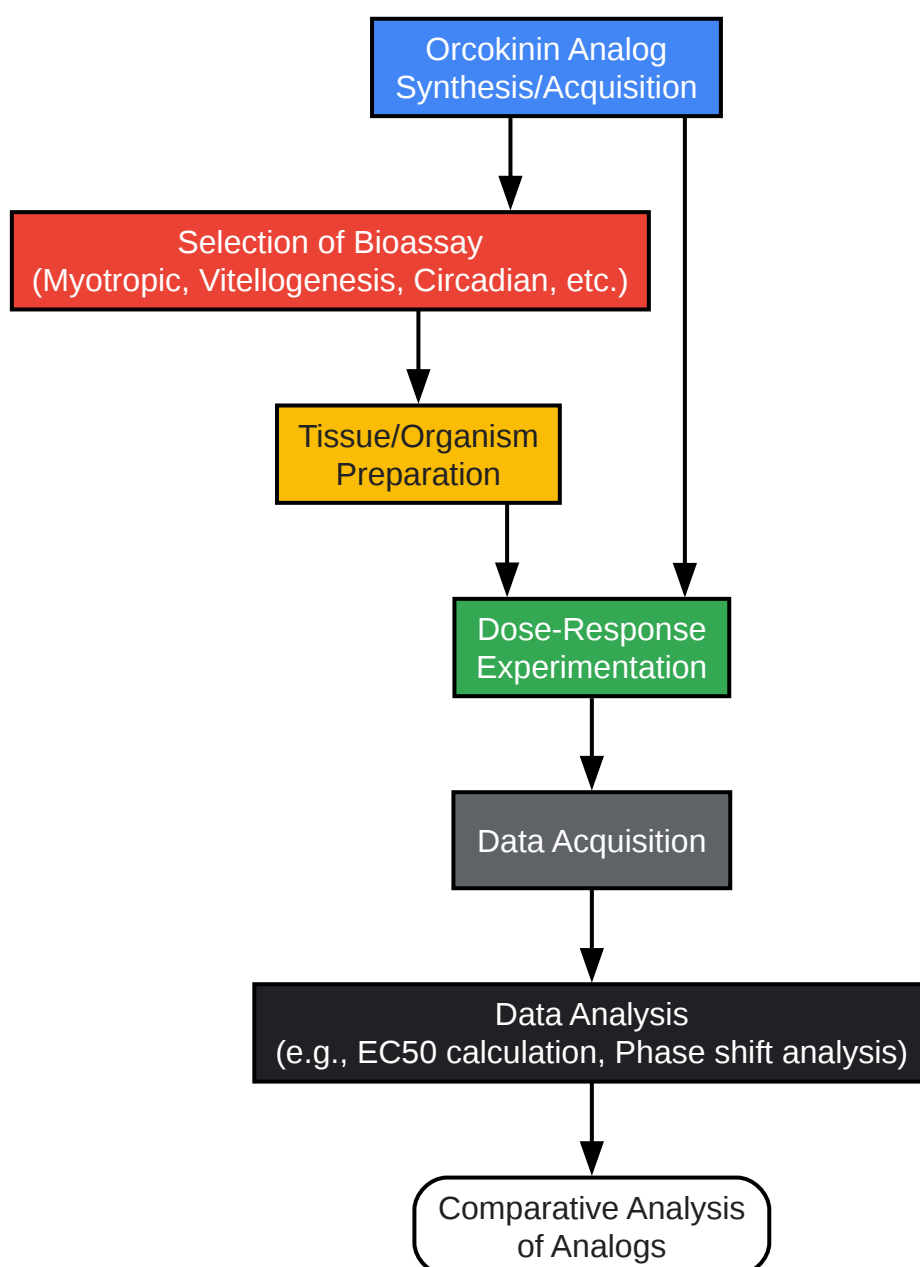 Orcokinin Analog
Synthesis/Acquisition
Selection of Bioassay
(Myotropic, Vitellogenesis, Circadian, etc.)
Tissue/Organism
Preparation
Dose-Response
Experimentation
Data Acquisition
Data Analysis
(e.g., EC50 calculation, Phase shift analysis)
Comparative Analysis
of Analogs